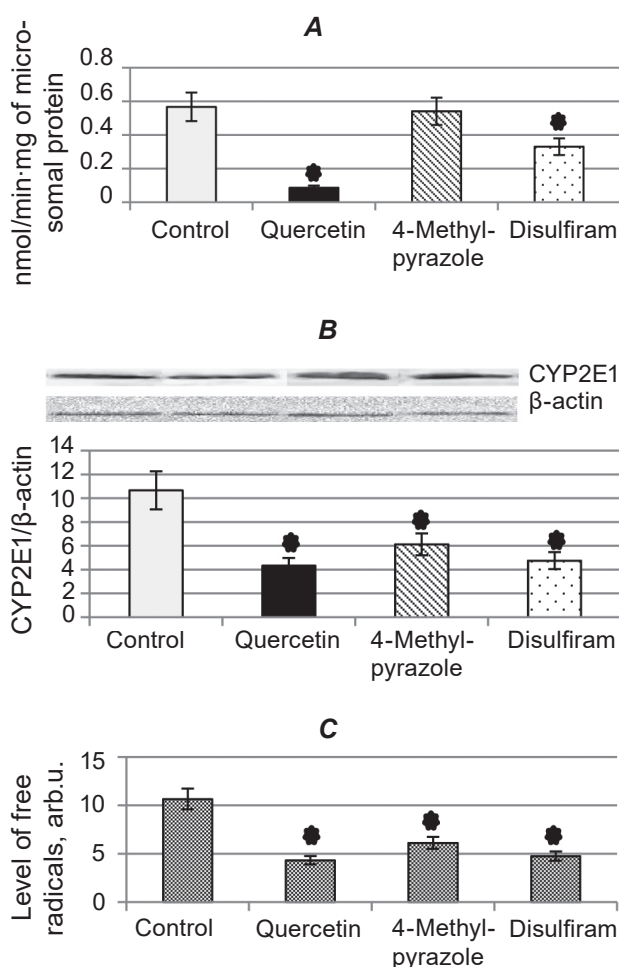 A
nmol/min·mg of micro-
somal protein
0.8
0.6
0.4
0.2
0
Control Quercetin 4-Methyl- Disulfiram
pyrazole
B
CYP2E1
β-actin
CYP2E1/β-actin
14
12
10
8
6
4
2
0
Control Quercetin 4-Methyl- Disulfiram
pyrazole
C
Level of free
radicals, arb.u.
15
10
5
0
Control Quercetin 4-Methyl- Disulfiram
pyrazole